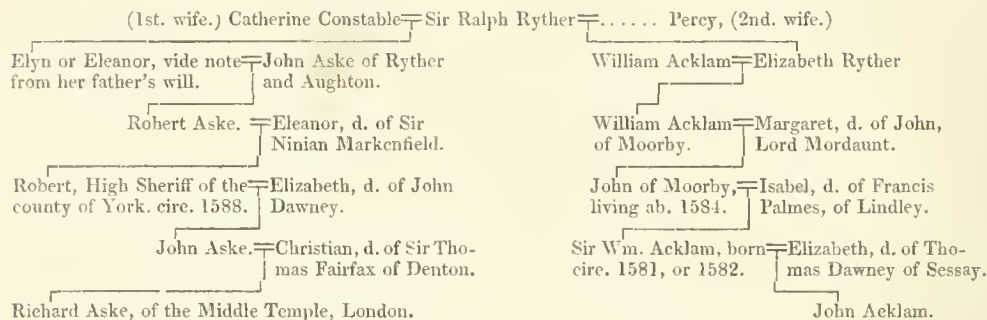 (1st. wife.) Catherine Constable Sir Ralph Ryther ...... Percy, (2nd. wife.)
Elyn or Eleanor, vide note John Aske of Ryther William Acklam Elizabeth Ryther
from her father's will. and Aughton.
Robert Aske. Eleanor, d. of Sir William Acklam Margaret, d. of John,
Ninian Markenfield. of Moorby. Lord Mordaunt.
Robert, High Sheriff of the Elizabeth, d. of John John of Moorby, Isabel, d. of Francis
county of York. circ. 1588. Dawney. living ab. 1584. Palmes, of Lindley.
John Aske. Christian, d. of Sir Tho- Sir Wm. Acklam, born Elizabeth, d. of Tho-
mas Fairfax of Denton. circ. 1581, or 1582. mas Dawney of Sessay.
Richard Aske, of the Middle Temple, London. John Acklam.